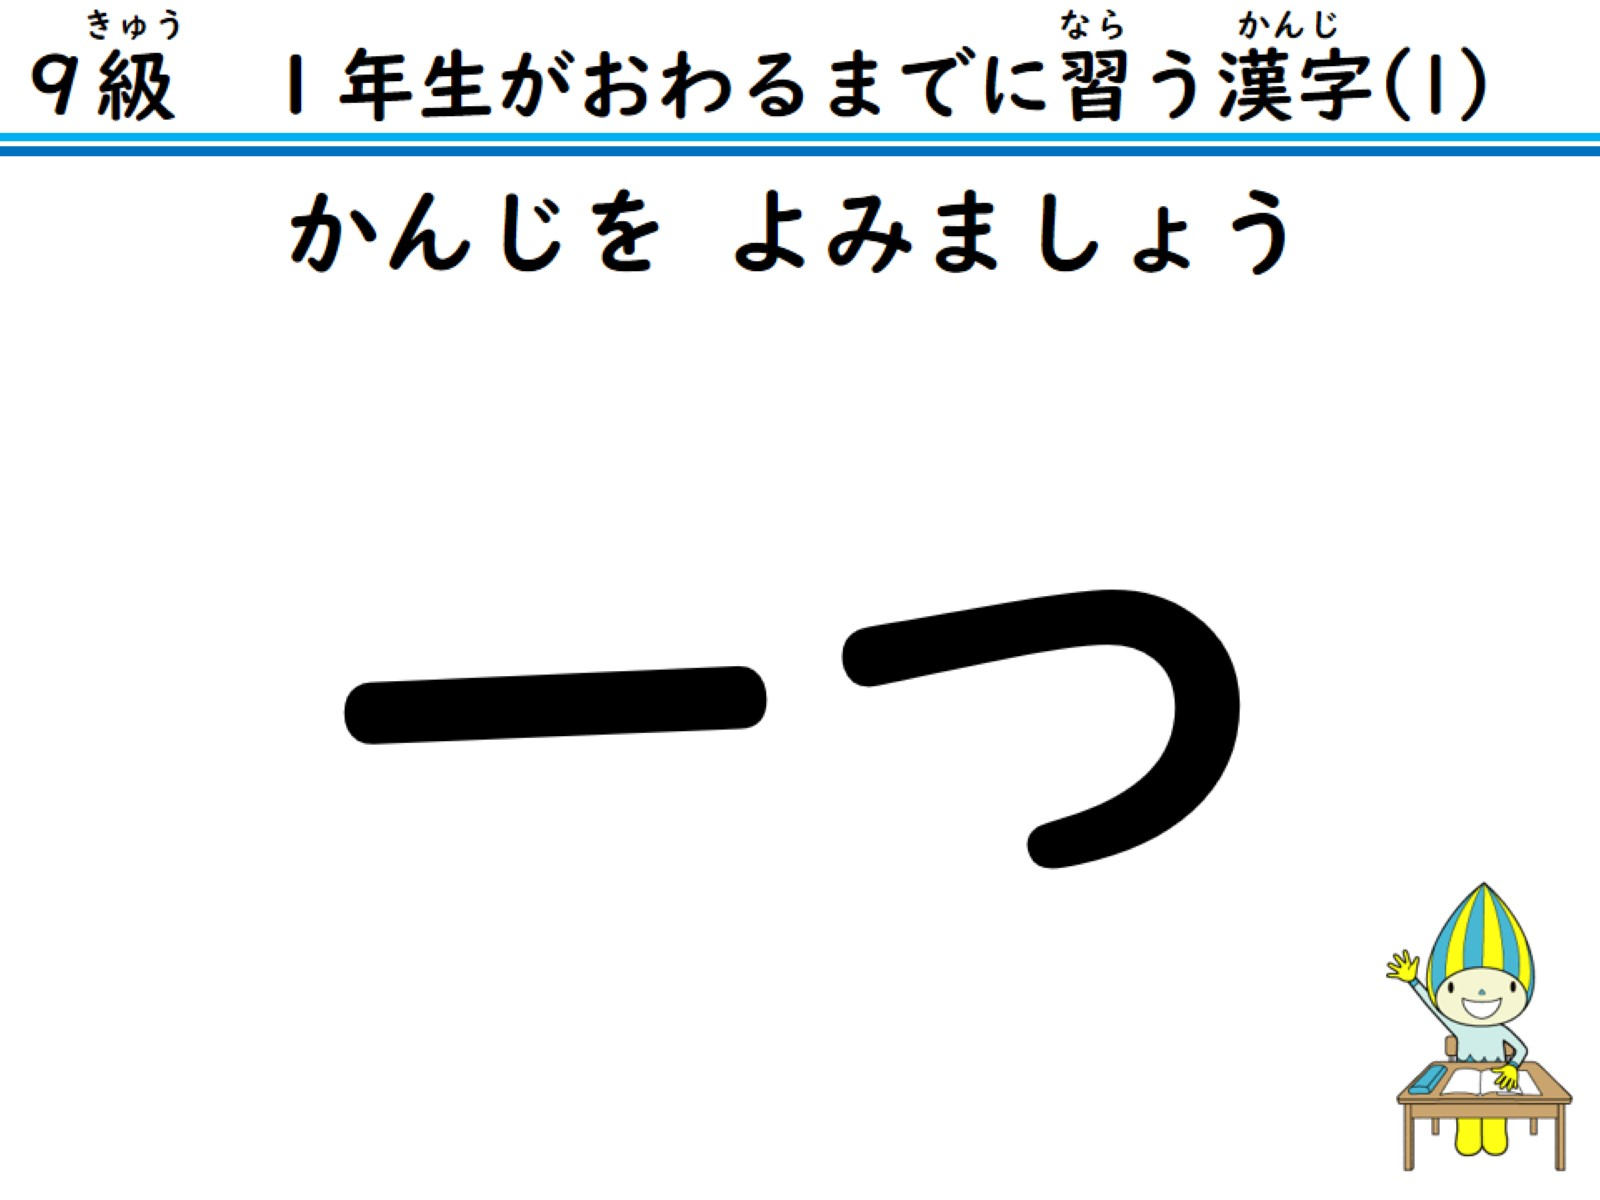 きゅう なら かんじ
9級 1年生がおわるまでに習う漢字(1)
かんじを よみましょう
一つ